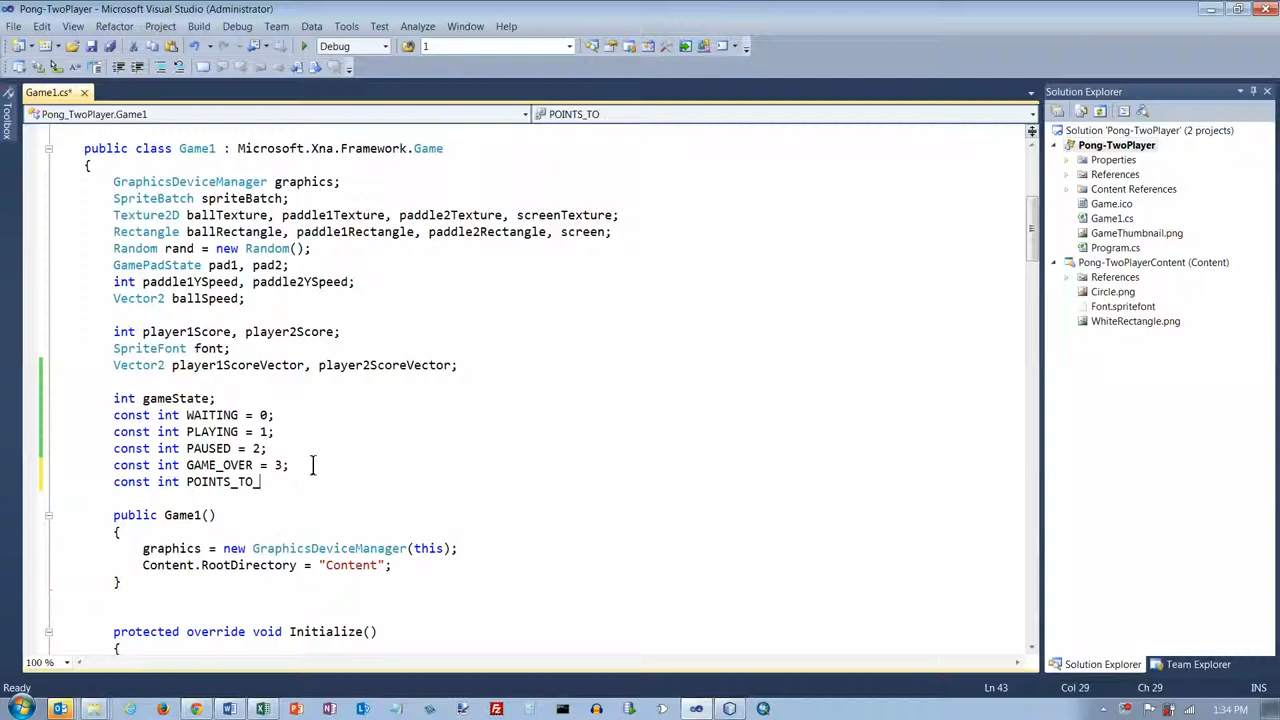 Pong-TwoPlayer - Microsoft Visual Studio (Administrator)
File Edit View Refactor Project Build Debug Team Data Tools Test Analyze Window Help
Debug 1
Toolbox
Game1.cs*
Pong_TwoPlayer.Game1 POINTS_TO
public class Game1 : Microsoft.Xna.Framework.Game
{
GraphicsDeviceManager graphics;
SpriteBatch spriteBatch;
Texture2D ballTexture, paddle1Texture, paddle2Texture, screenTexture;
Rectangle ballRectangle, paddle1Rectangle, paddle2Rectangle, screen;
Random rand = new Random();
GamePadState pad1, pad2;
int paddle1YSpeed, paddle2YSpeed;
Vector2 ballSpeed;
int player1Score, player2Score;
SpriteFont font;
Vector2 player1ScoreVector, player2ScoreVector;
int gameState;
const int WAITING = 0;
const int PLAYING = 1;
const int PAUSED = 2;
const int GAME_OVER = 3;
const int POINTS_TO_
public Game1()
{
graphics = new GraphicsDeviceManager(this);
Content.RootDirectory = "Content";
}
protected override void Initialize()
{
100 %
Solution Explorer
Solution 'Pong-TwoPlayer' (2 projects)
Pong-TwoPlayer
Properties
References
Content References
Game.ico
Game1.cs
GameThumbnail.png
Program.cs
Pong-TwoPlayerContent (Content)
References
Circle.png
Font.spritefont
WhiteRectangle.png
Solution Explorer Team Explorer
Ready Ln 43 Col 29 Ch 29 INS
1:34 PM